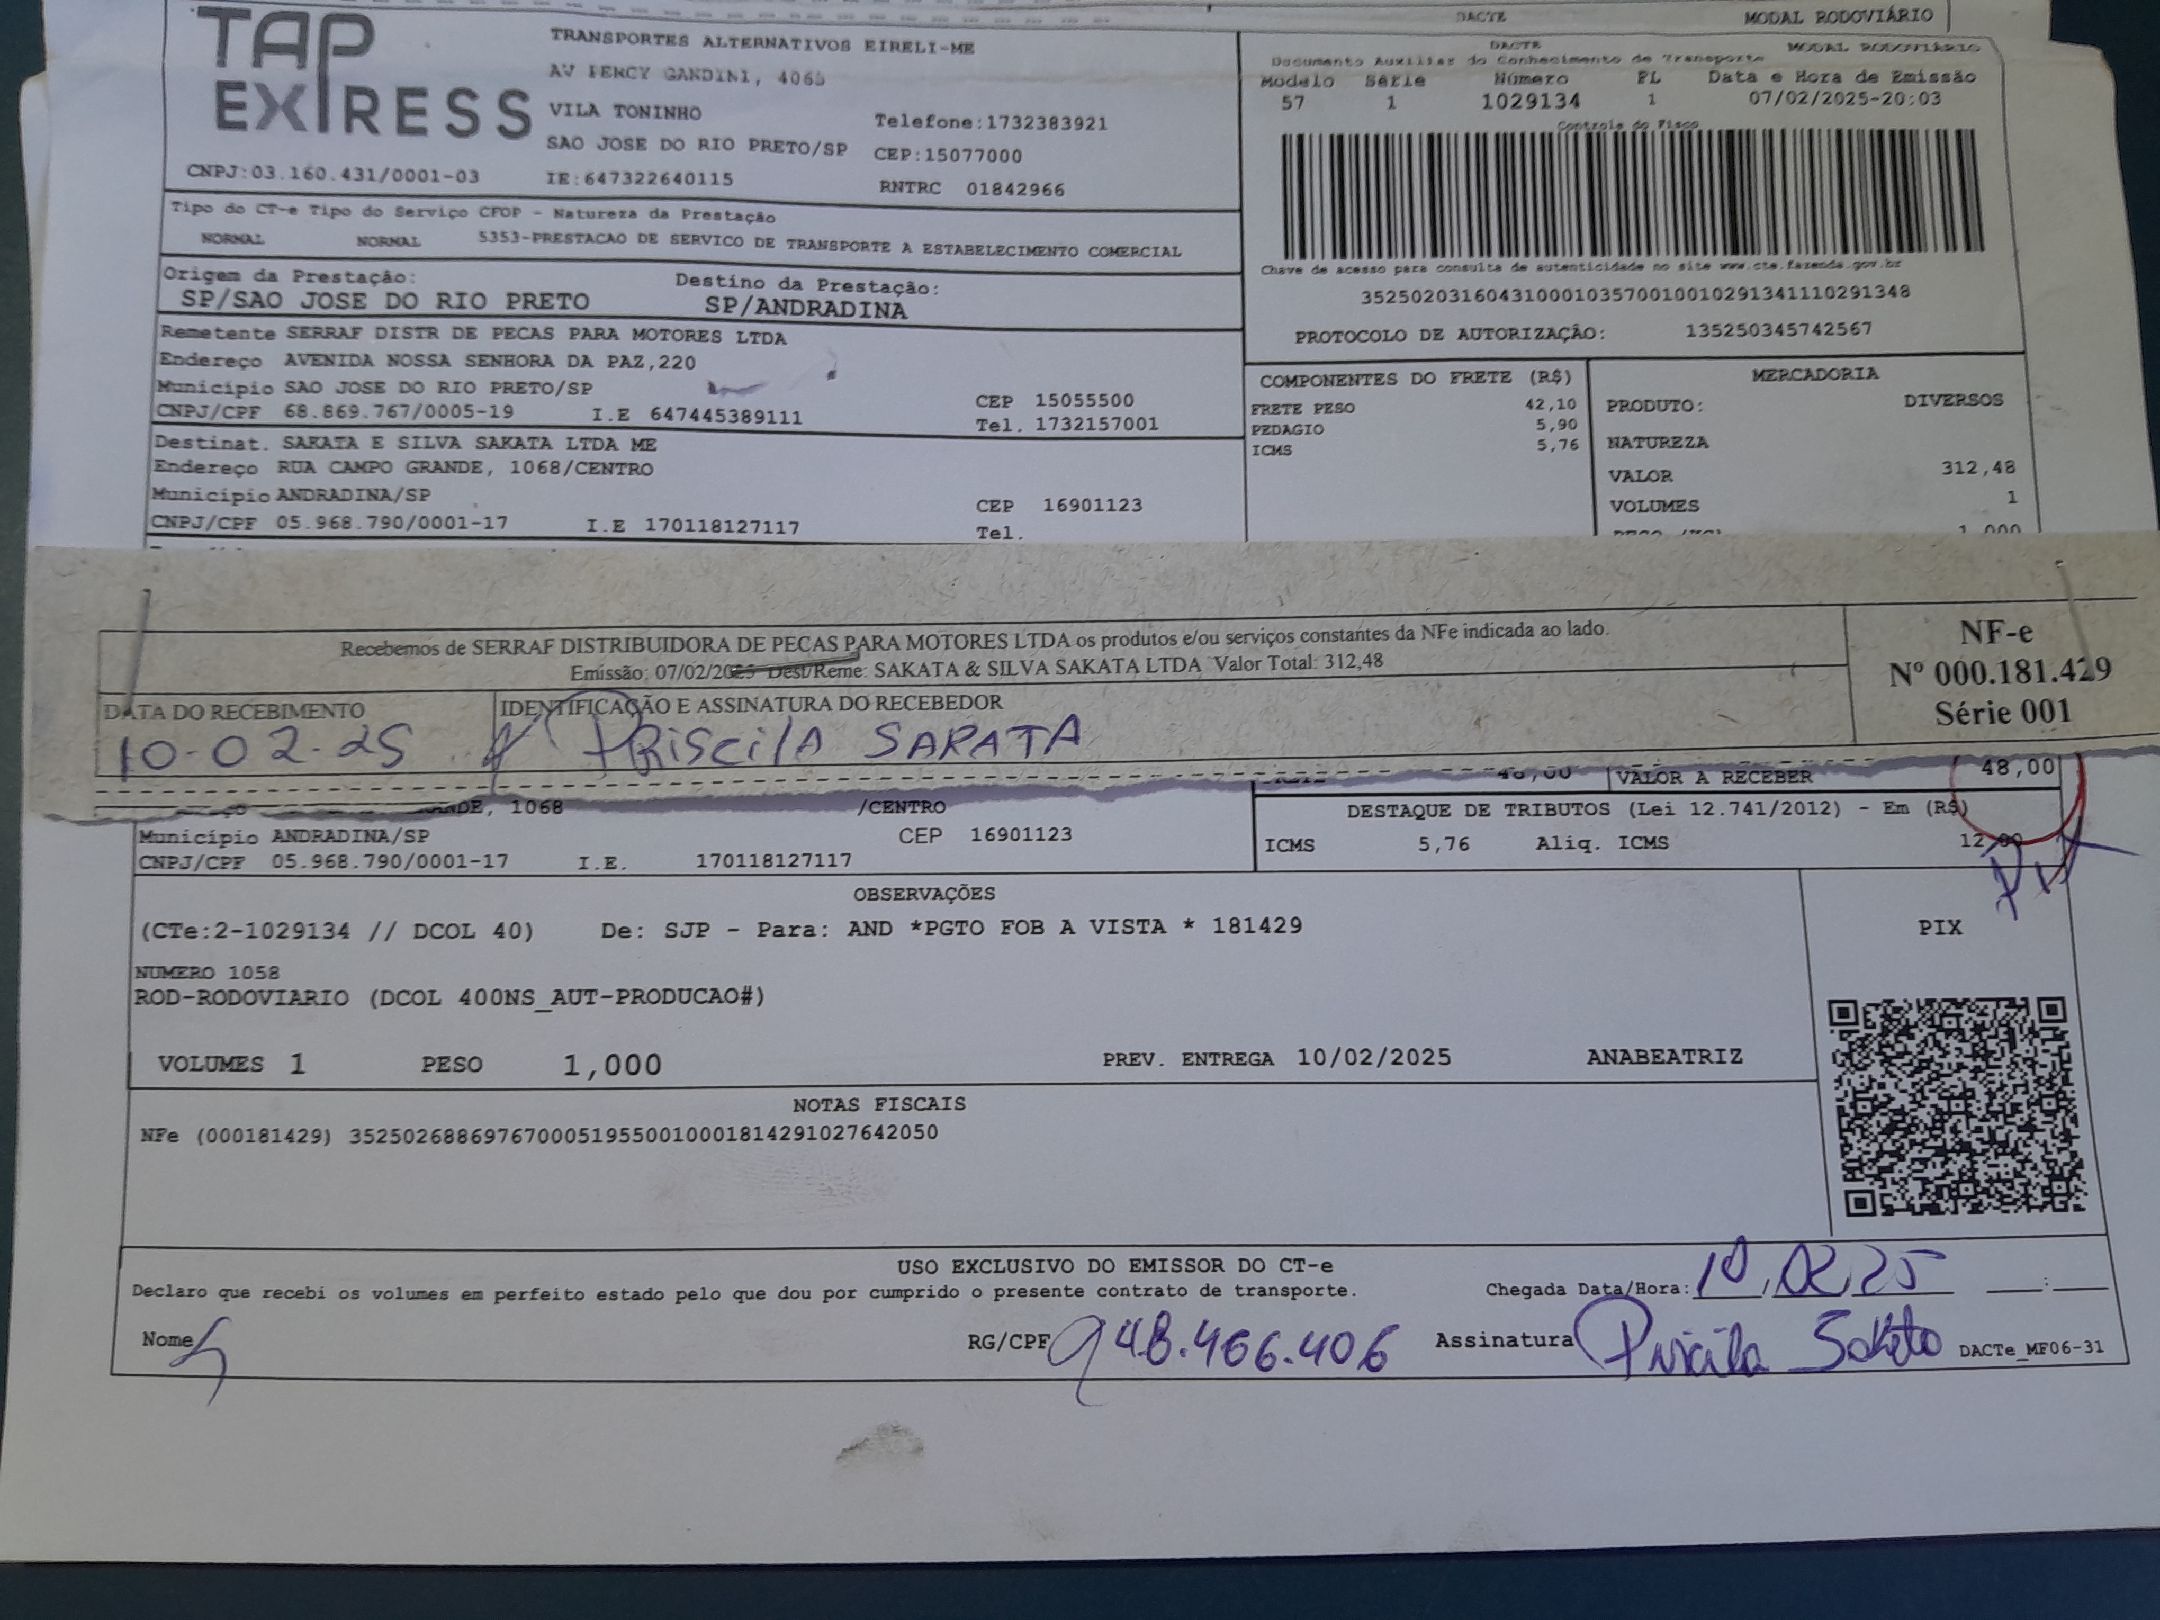 DACTE MODAL RODOVIÁRIO
TAP EXPRESS
TRANSPORTES ALTERNATIVOS EIRELI-ME
AV PERCY GANDINI, 4065
VILA TONINHO
Telefone:1732383921
SAO JOSE DO RIO PRETO/SP CEP:15077000
CNPJ:03.160.431/0001-03 IE:647322640115 RNTRC 01842966
DACTE MODAL RODOVIÁRIO
Documento Auxiliar do Conhecimento de Transporte
Modelo Série Número FL Data e Hora de Emissão
57 1 1029134 1 07/02/2025-20:03
Controle do Fisco
Chave de acesso para consulta de autenticidade no site www.cte.fazenda.gov.br
35250203160431000103570010010291341110291348
PROTOCOLO DE AUTORIZAÇÃO: 135250345742567
Tipo do CT-e Tipo do Serviço CFOP - Natureza da Prestação
NORMAL NORMAL 5353-PRESTACAO DE SERVICO DE TRANSPORTE A ESTABELECIMENTO COMERCIAL
Origem da Prestação: Destino da Prestação:
SP/SAO JOSE DO RIO PRETO SP/ANDRADINA
Remetente SERRAF DISTR DE PECAS PARA MOTORES LTDA
Endereço AVENIDA NOSSA SENHORA DA PAZ,220
Município SAO JOSE DO RIO PRETO/SP CEP 15055500
CNPJ/CPF 68.869.767/0005-19 I.E 647445389111 Tel. 1732157001
Destinat. SAKATA E SILVA SAKATA LTDA ME
Endereço RUA CAMPO GRANDE, 1068/CENTRO
Município ANDRADINA/SP CEP 16901123
CNPJ/CPF 05.968.790/0001-17 I.E 170118127117 Tel.
COMPONENTES DO FRETE (R$)
FRETE PESO 42,10
PEDAGIO 5,90
ICMS 5,76
MERCADORIA
PRODUTO: DIVERSOS
NATUREZA
VALOR 312,48
VOLUMES 1
Recebemos de SERRAF DISTRIBUIDORA DE PECAS PARA MOTORES LTDA os produtos e/ou serviços constantes da NFe indicada ao lado.
Emissão: 07/02/2025 Dest/Reme: SAKATA & SILVA SAKATA LTDA Valor Total: 312,48
DATA DO RECEBIMENTO IDENTIFICAÇÃO E ASSINATURA DO RECEBEDOR
10-02-25 PRISCILA SAKATA
NF-e
Nº 000.181.429
Série 001
48,00 VALOR A RECEBER 48,00
NDE, 1068 /CENTRO
Município ANDRADINA/SP CEP 16901123
CNPJ/CPF 05.968.790/0001-17 I.E. 170118127117
DESTAQUE DE TRIBUTOS (Lei 12.741/2012) - Em (R$)
ICMS 5,76 Aliq. ICMS 12,00
Pix
OBSERVAÇÕES
(CTe:2-1029134 // DCOL 40) De: SJP - Para: AND *PGTO FOB A VISTA * 181429
NUMERO 1058
ROD-RODOVIARIO (DCOL 400NS_AUT-PRODUCAO#)
VOLUMES 1 PESO 1,000 PREV. ENTREGA 10/02/2025 ANABEATRIZ
PIX
NOTAS FISCAIS
NFe (000181429) 35250268869767000519550010001814291027642050
USO EXCLUSIVO DO EMISSOR DO CT-e
Declaro que recebi os volumes em perfeito estado pelo que dou por cumprido o presente contrato de transporte. Chegada Data/Hora: 10/02/25 __:__
Nome RG/CPF 48.466.406 Assinatura Priscila Sakata DACTe_MF06-31